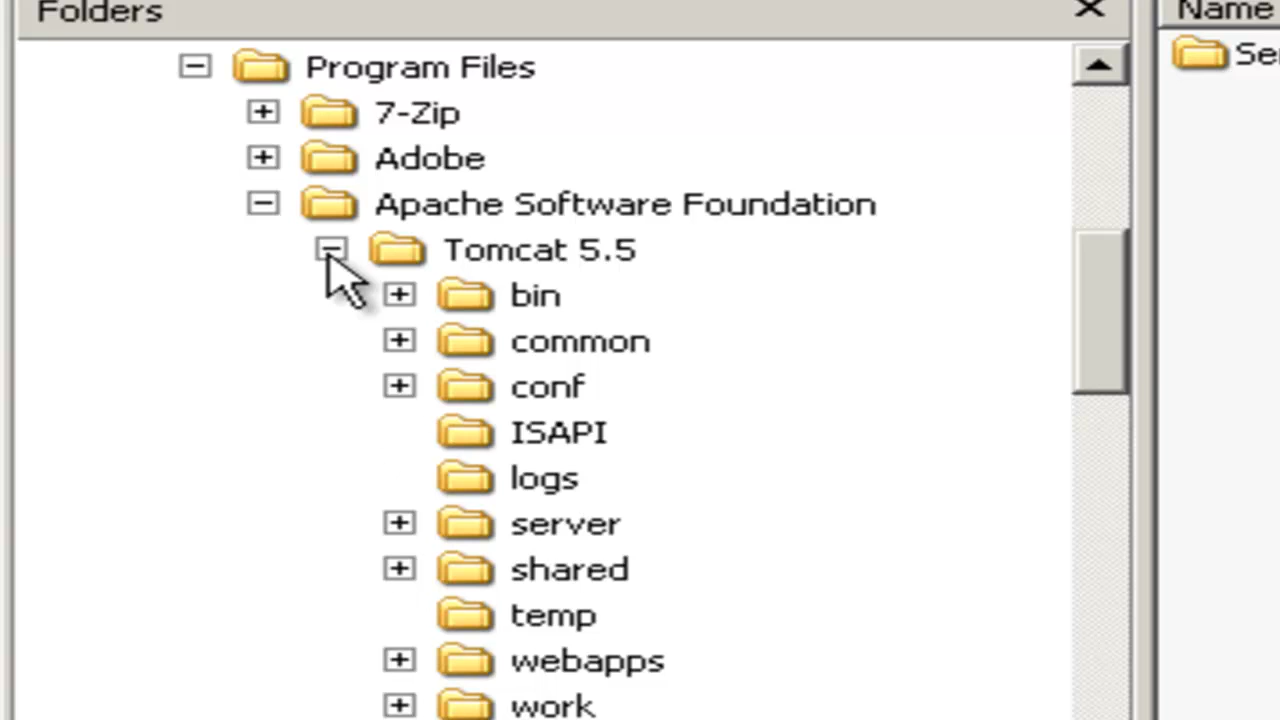 Folders
Name
Program Files
Se
7-Zip
Adobe
Apache Software Foundation
Tomcat 5.5
bin
common
conf
ISAPI
logs
server
shared
temp
webapps
work